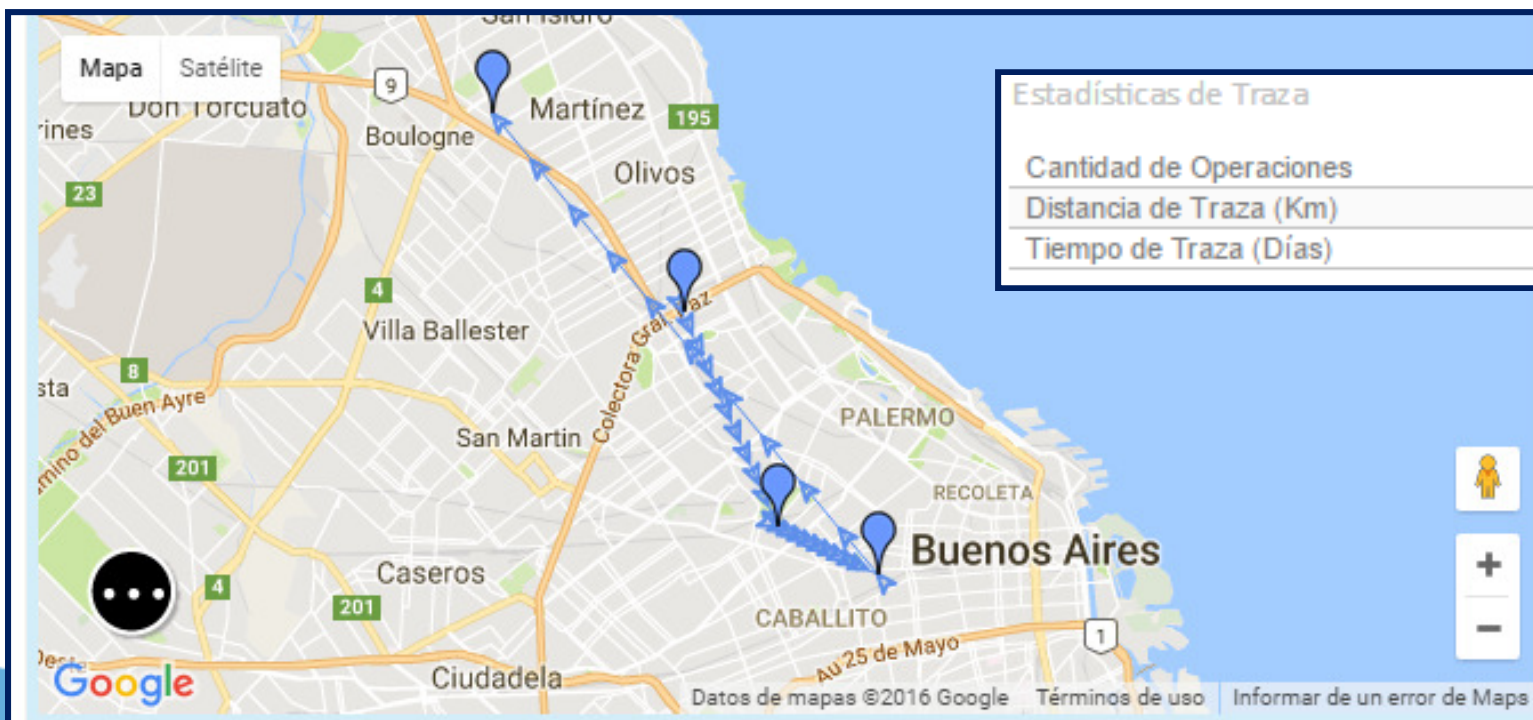 San Isidro
Mapa Satélite
Don Torcuato
9
Martínez
195
rines
Boulogne
Olivos
23
Estadísticas de Traza
Cantidad de Operaciones
Distancia de Traza (Km)
Tiempo de Traza (Días)
4
Villa Ballester
Colectora Gral. Paz
8
sta
mino del Buen Ayre
San Martin
PALERMO
201
RECOLETA
Buenos Aires
Caseros
4
201
CABALLITO
1
Au 25 de Mayo
Oeste
Ciudadela
Google
+
−
Datos de mapas ©2016 Google Términos de uso Informar de un error de Maps